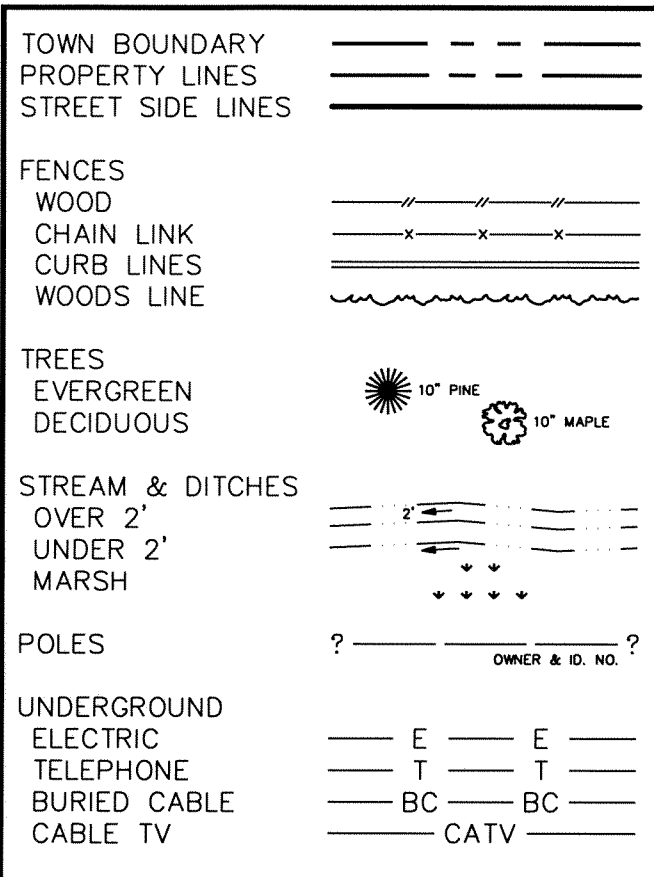 TOWN BOUNDARY
PROPERTY LINES
STREET SIDE LINES
FENCES
WOOD
CHAIN LINK
CURB LINES
WOODS LINE
TREES
EVERGREEN 10" PINE
DECIDUOUS 10" MAPLE
STREAM & DITCHES
OVER 2' 2'
UNDER 2'
MARSH
POLES ? ?
OWNER & ID. NO.
UNDERGROUND
ELECTRIC E E
TELEPHONE T T
BURIED CABLE BC BC
CABLE TV CATV